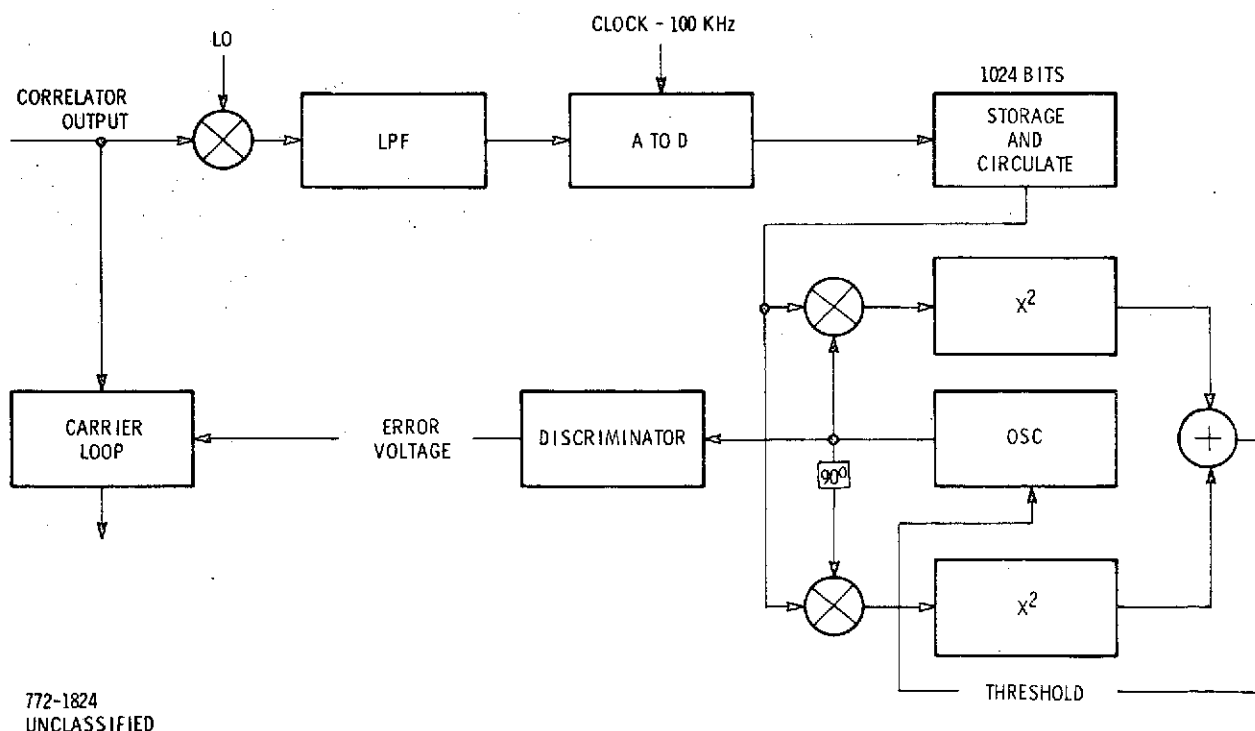 LO
CLOCK - 100 KHz
1024 BITS
CORRELATOR
OUTPUT
LPF
A TO D
STORAGE
AND
CIRCULATE
X²
CARRIER
LOOP
ERROR
VOLTAGE
DISCRIMINATOR
OSC
+
90⁰
X²
THRESHOLD
772-1824
UNCLASSIFIED